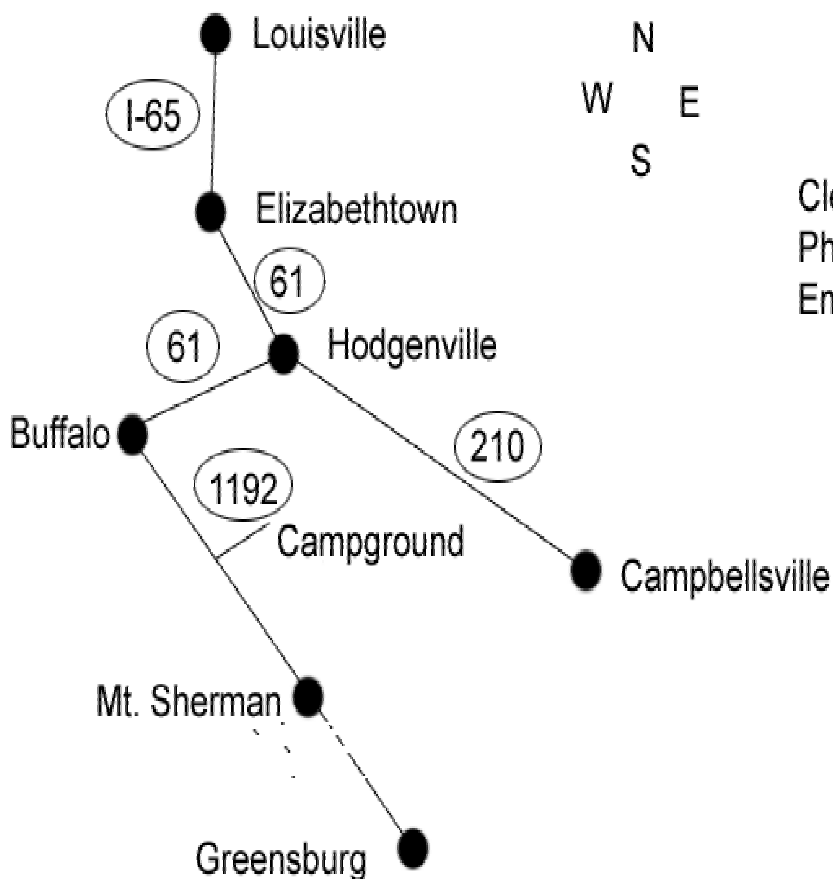 Louisville
N
W E
S
I-65
Elizabethtown
61
61
Hodgenville
Buffalo
210
1192
Campground
Campbellsville
Mt. Sherman
Greensburg